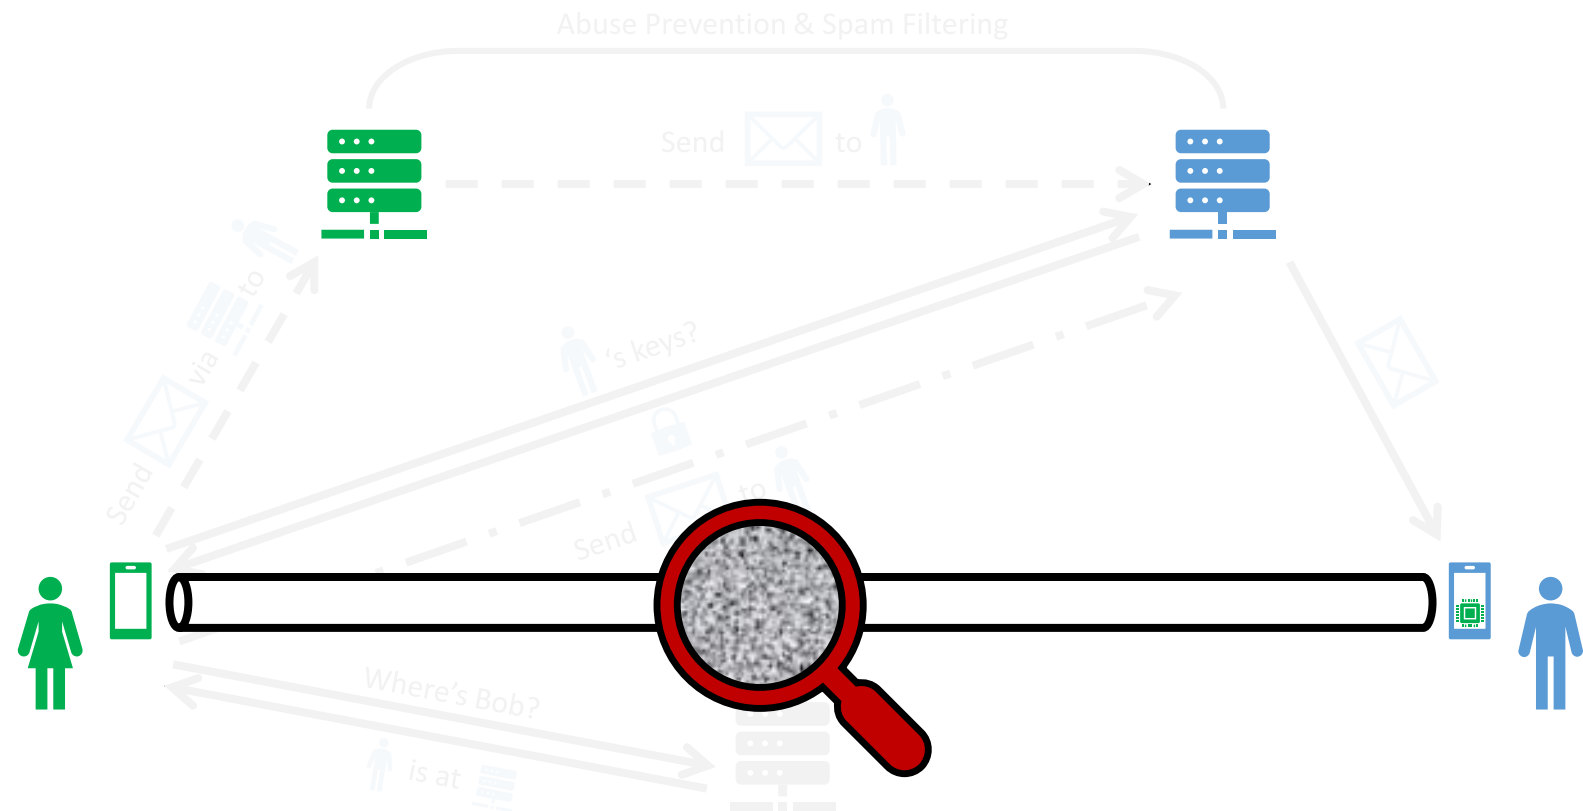 Abuse Prevention & Spam Filtering
Send to
Send via to
's keys?
Send to
Where's Bob?
is at